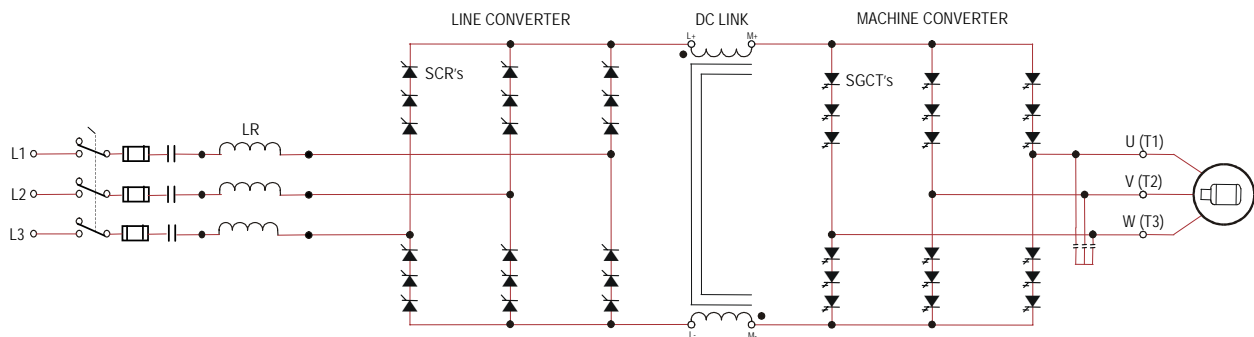 LINE CONVERTER
DC LINK
MACHINE CONVERTER
L+
M+
SCR's
SGCT's
LR
L1
U (T1)
L2
V (T2)
L3
W (T3)
L-
M-